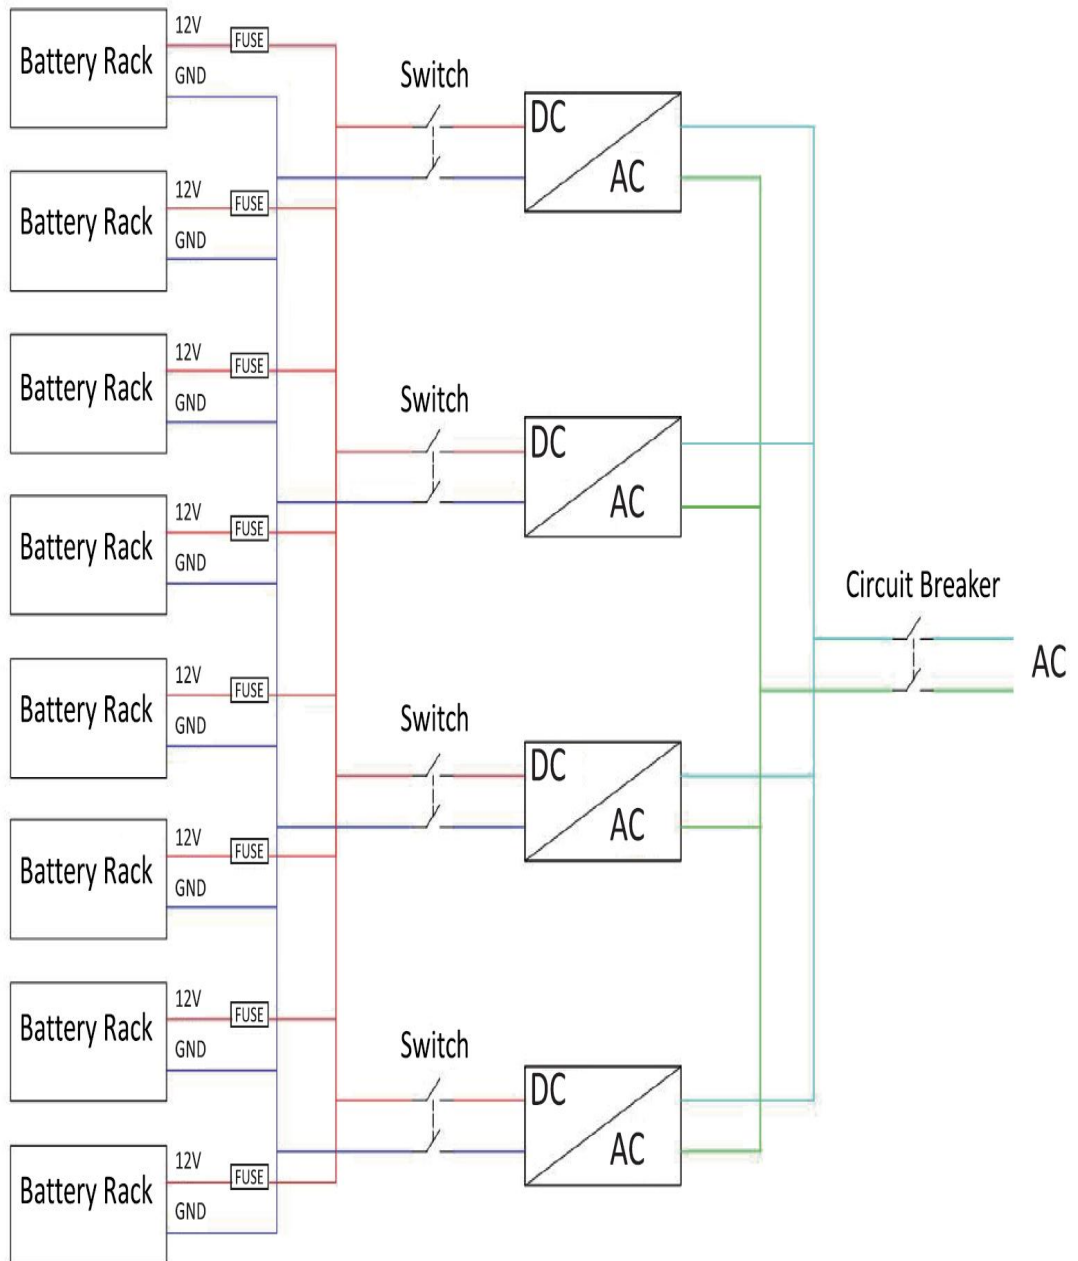 12V
FUSE
Battery Rack
GND
Switch
DC
AC
12V
FUSE
Battery Rack
GND
12V
FUSE
Battery Rack
GND
Switch
DC
AC
12V
FUSE
Battery Rack
GND
Circuit Breaker
AC
12V
FUSE
Battery Rack
GND
Switch
DC
AC
12V
FUSE
Battery Rack
GND
12V
FUSE
Battery Rack
GND
Switch
DC
AC
12V
FUSE
Battery Rack
GND